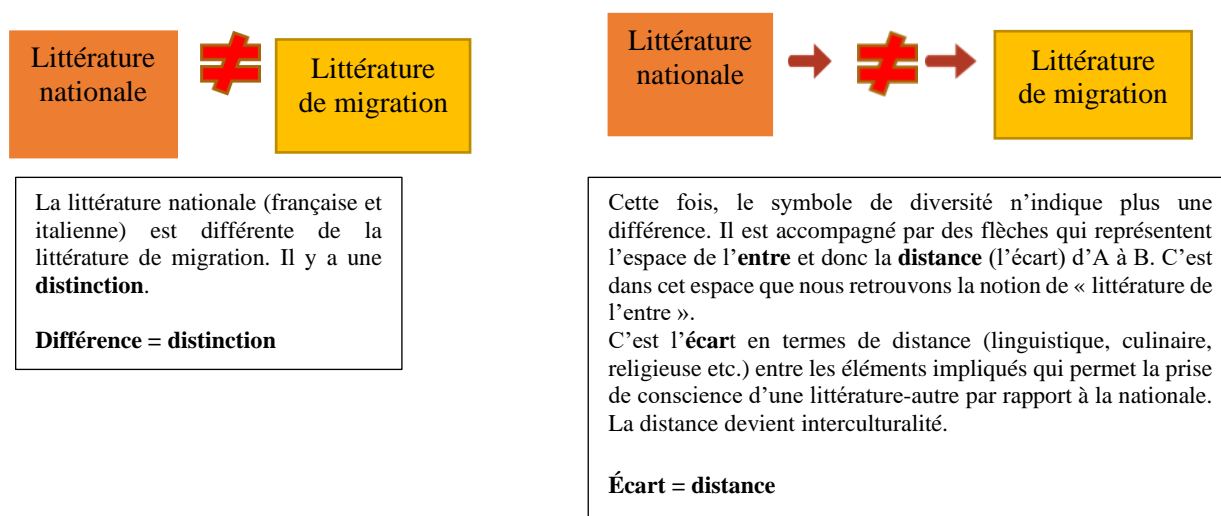 Littérature
nationale
Littérature
de migration
La littérature nationale (française et
italienne) est différente de la
littérature de migration. Il y a une
distinction.
Différence = distinction
Littérature
nationale
Littérature
de migration
Cette fois, le symbole de diversité n’indique plus une
différence. Il est accompagné par des flèches qui représentent
l’espace de l’entre et donc la distance (l’écart) d’A à B. C’est
dans cet espace que nous retrouvons la notion de « littérature de
l’entre ».
C’est l’écart en termes de distance (linguistique, culinaire,
religieuse etc.) entre les éléments impliqués qui permet la prise
de conscience d’une littérature-autre par rapport à la nationale.
La distance devient interculturalité.
Écart = distance